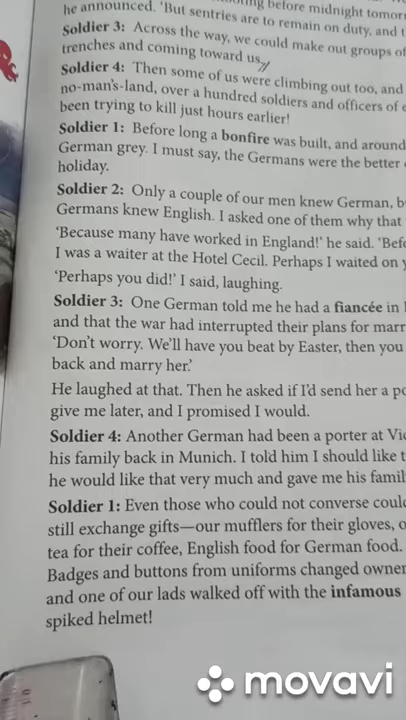 before midnight tomor
he announced. 'But sentries are to remain on duty, and t
Soldier 3: Across the way, we could make out groups of
trenches and coming toward us.
Soldier 4: Then some of us were climbing out too, and
no-man's-land, over a hundred soldiers and officers of e
been trying to kill just hours earlier!
Soldier 1: Before long a bonfire was built, and around
German grey. I must say, the Germans were the better
holiday.
Soldier 2: Only a couple of our men knew German, b
Germans knew English. I asked one of them why that
'Because many have worked in England!' he said. 'Befo
I was a waiter at the Hotel Cecil. Perhaps I waited on y
'Perhaps you did!' I said, laughing.
Soldier 3: One German told me he had a fiancée in
and that the war had interrupted their plans for marr
'Don't worry. We'll have you beat by Easter, then you
back and marry her.'
He laughed at that. Then he asked if I'd send her a po
give me later, and I promised I would.
Soldier 4: Another German had been a porter at Vic
his family back in Munich. I told him I should like t
he would like that very much and gave me his famil
Soldier 1: Even those who could not converse coul
still exchange gifts—our mufflers for their gloves, o
tea for their coffee, English food for German food.
Badges and buttons from uniforms changed owner
and one of our lads walked off with the infamous
spiked helmet!
movavi